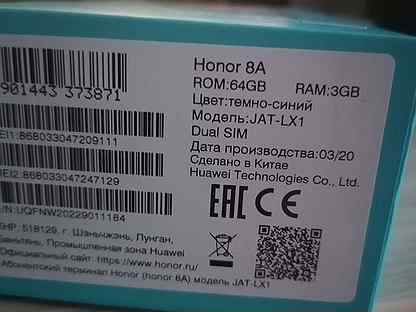 Honor 8A
ROM:64GB RAM:3GB
Цвет:темно-синий
Модель:JAT-LX1
Dual SIM
Дата производства:03/20
Сделано в Китае
Huawei Technologies Co., Ltd.
901443 373871
EI1:868033047209111
EI2:868033047247129
/N:UQFNW20229011164
EAC CE
518129, г. Шэньчжэнь, Лунган,
Промышленная зона Huawei
Официальный сайт: https://www.honor.ru/
Абонентский терминал Honor (honor 8A) модель JAT-LX1